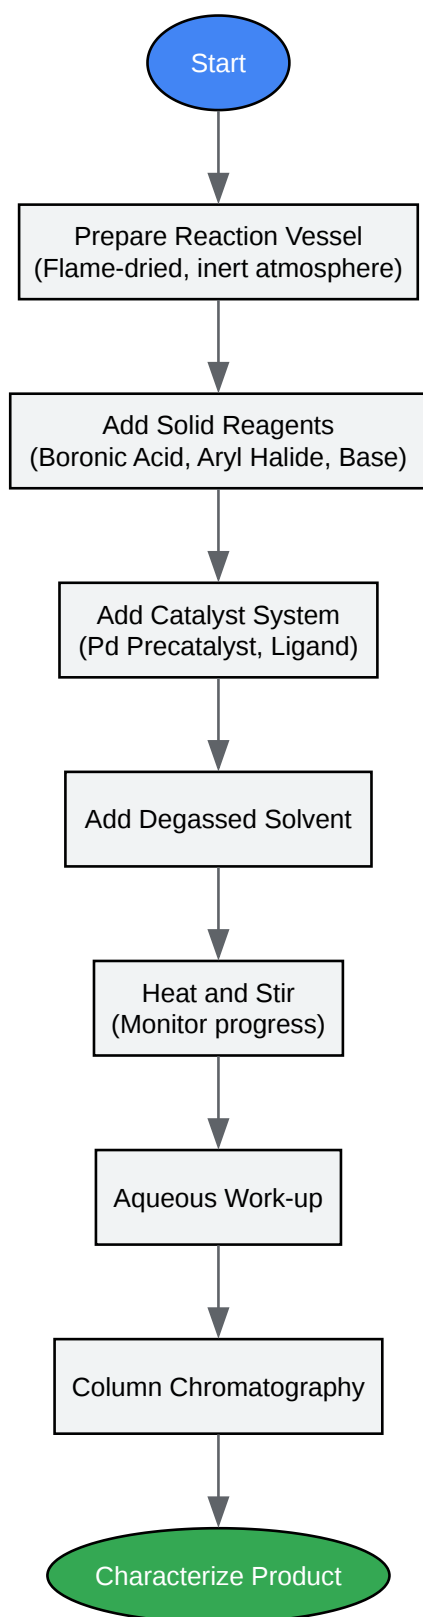 Start
Prepare Reaction Vessel
(Flame-dried, inert atmosphere)
Add Solid Reagents
(Boronic Acid, Aryl Halide, Base)
Add Catalyst System
(Pd Precatalyst, Ligand)
Add Degassed Solvent
Heat and Stir
(Monitor progress)
Aqueous Work-up
Column Chromatography
Characterize Product